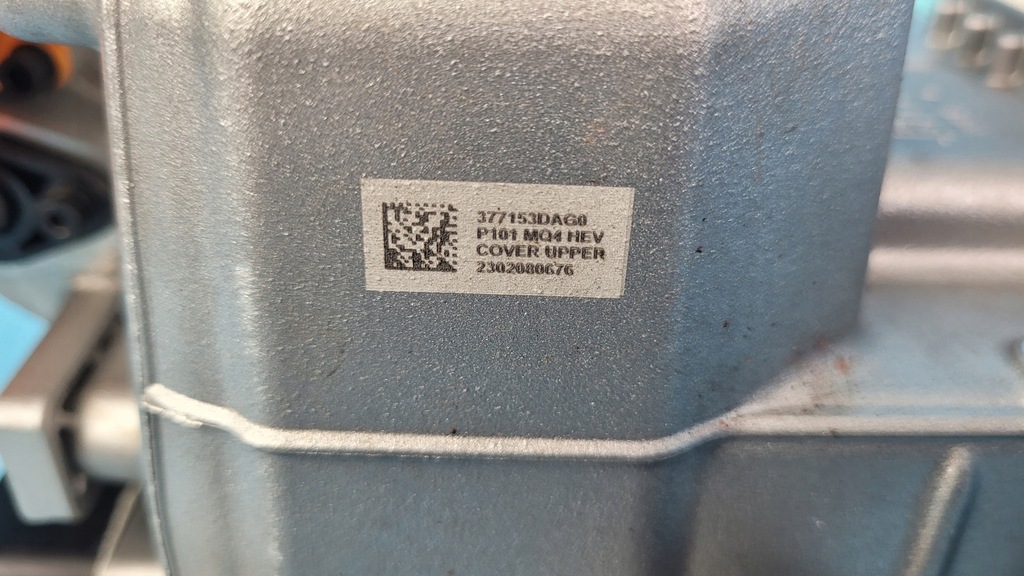 377153DAG0
P101 MQ4 HEV
COVER UPPER
2302080676